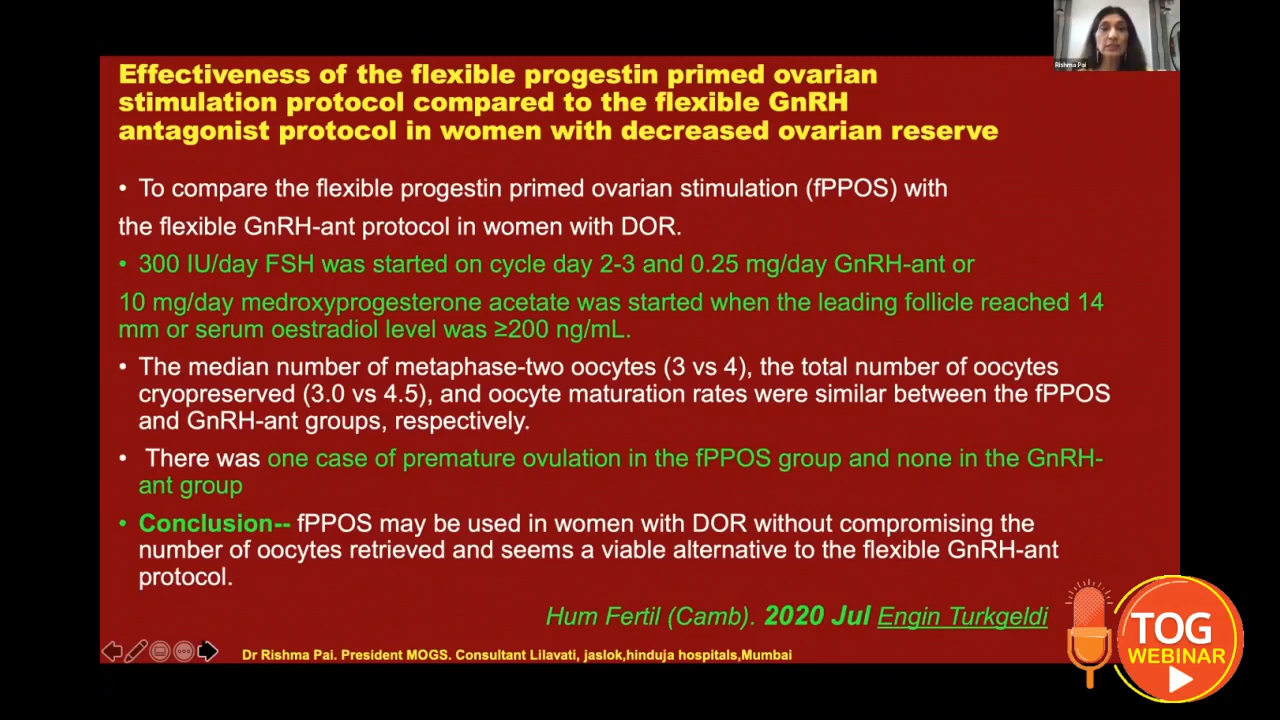 Effectiveness of the flexible progestin primed ovarian
stimulation protocol compared to the flexible GnRH
antagonist protocol in women with decreased ovarian reserve
Rishma Pai
• To compare the flexible progestin primed ovarian stimulation (fPPOS) with
the flexible GnRH-ant protocol in women with DOR.
• 300 IU/day FSH was started on cycle day 2-3 and 0.25 mg/day GnRH-ant or
10 mg/day medroxyprogesterone acetate was started when the leading follicle reached 14
mm or serum oestradiol level was ≥200 ng/mL.
• The median number of metaphase-two oocytes (3 vs 4), the total number of oocytes
cryopreserved (3.0 vs 4.5), and oocyte maturation rates were similar between the fPPOS
and GnRH-ant groups, respectively.
• There was one case of premature ovulation in the fPPOS group and none in the GnRH-
ant group
• Conclusion-- fPPOS may be used in women with DOR without compromising the
number of oocytes retrieved and seems a viable alternative to the flexible GnRH-ant
protocol.
Hum Fertil (Camb). 2020 Jul Engin Turkgeldi
Dr Rishma Pai. President MOGS. Consultant Lilavati, jaslok,hinduja hospitals,Mumbai
TOG
WEBINAR